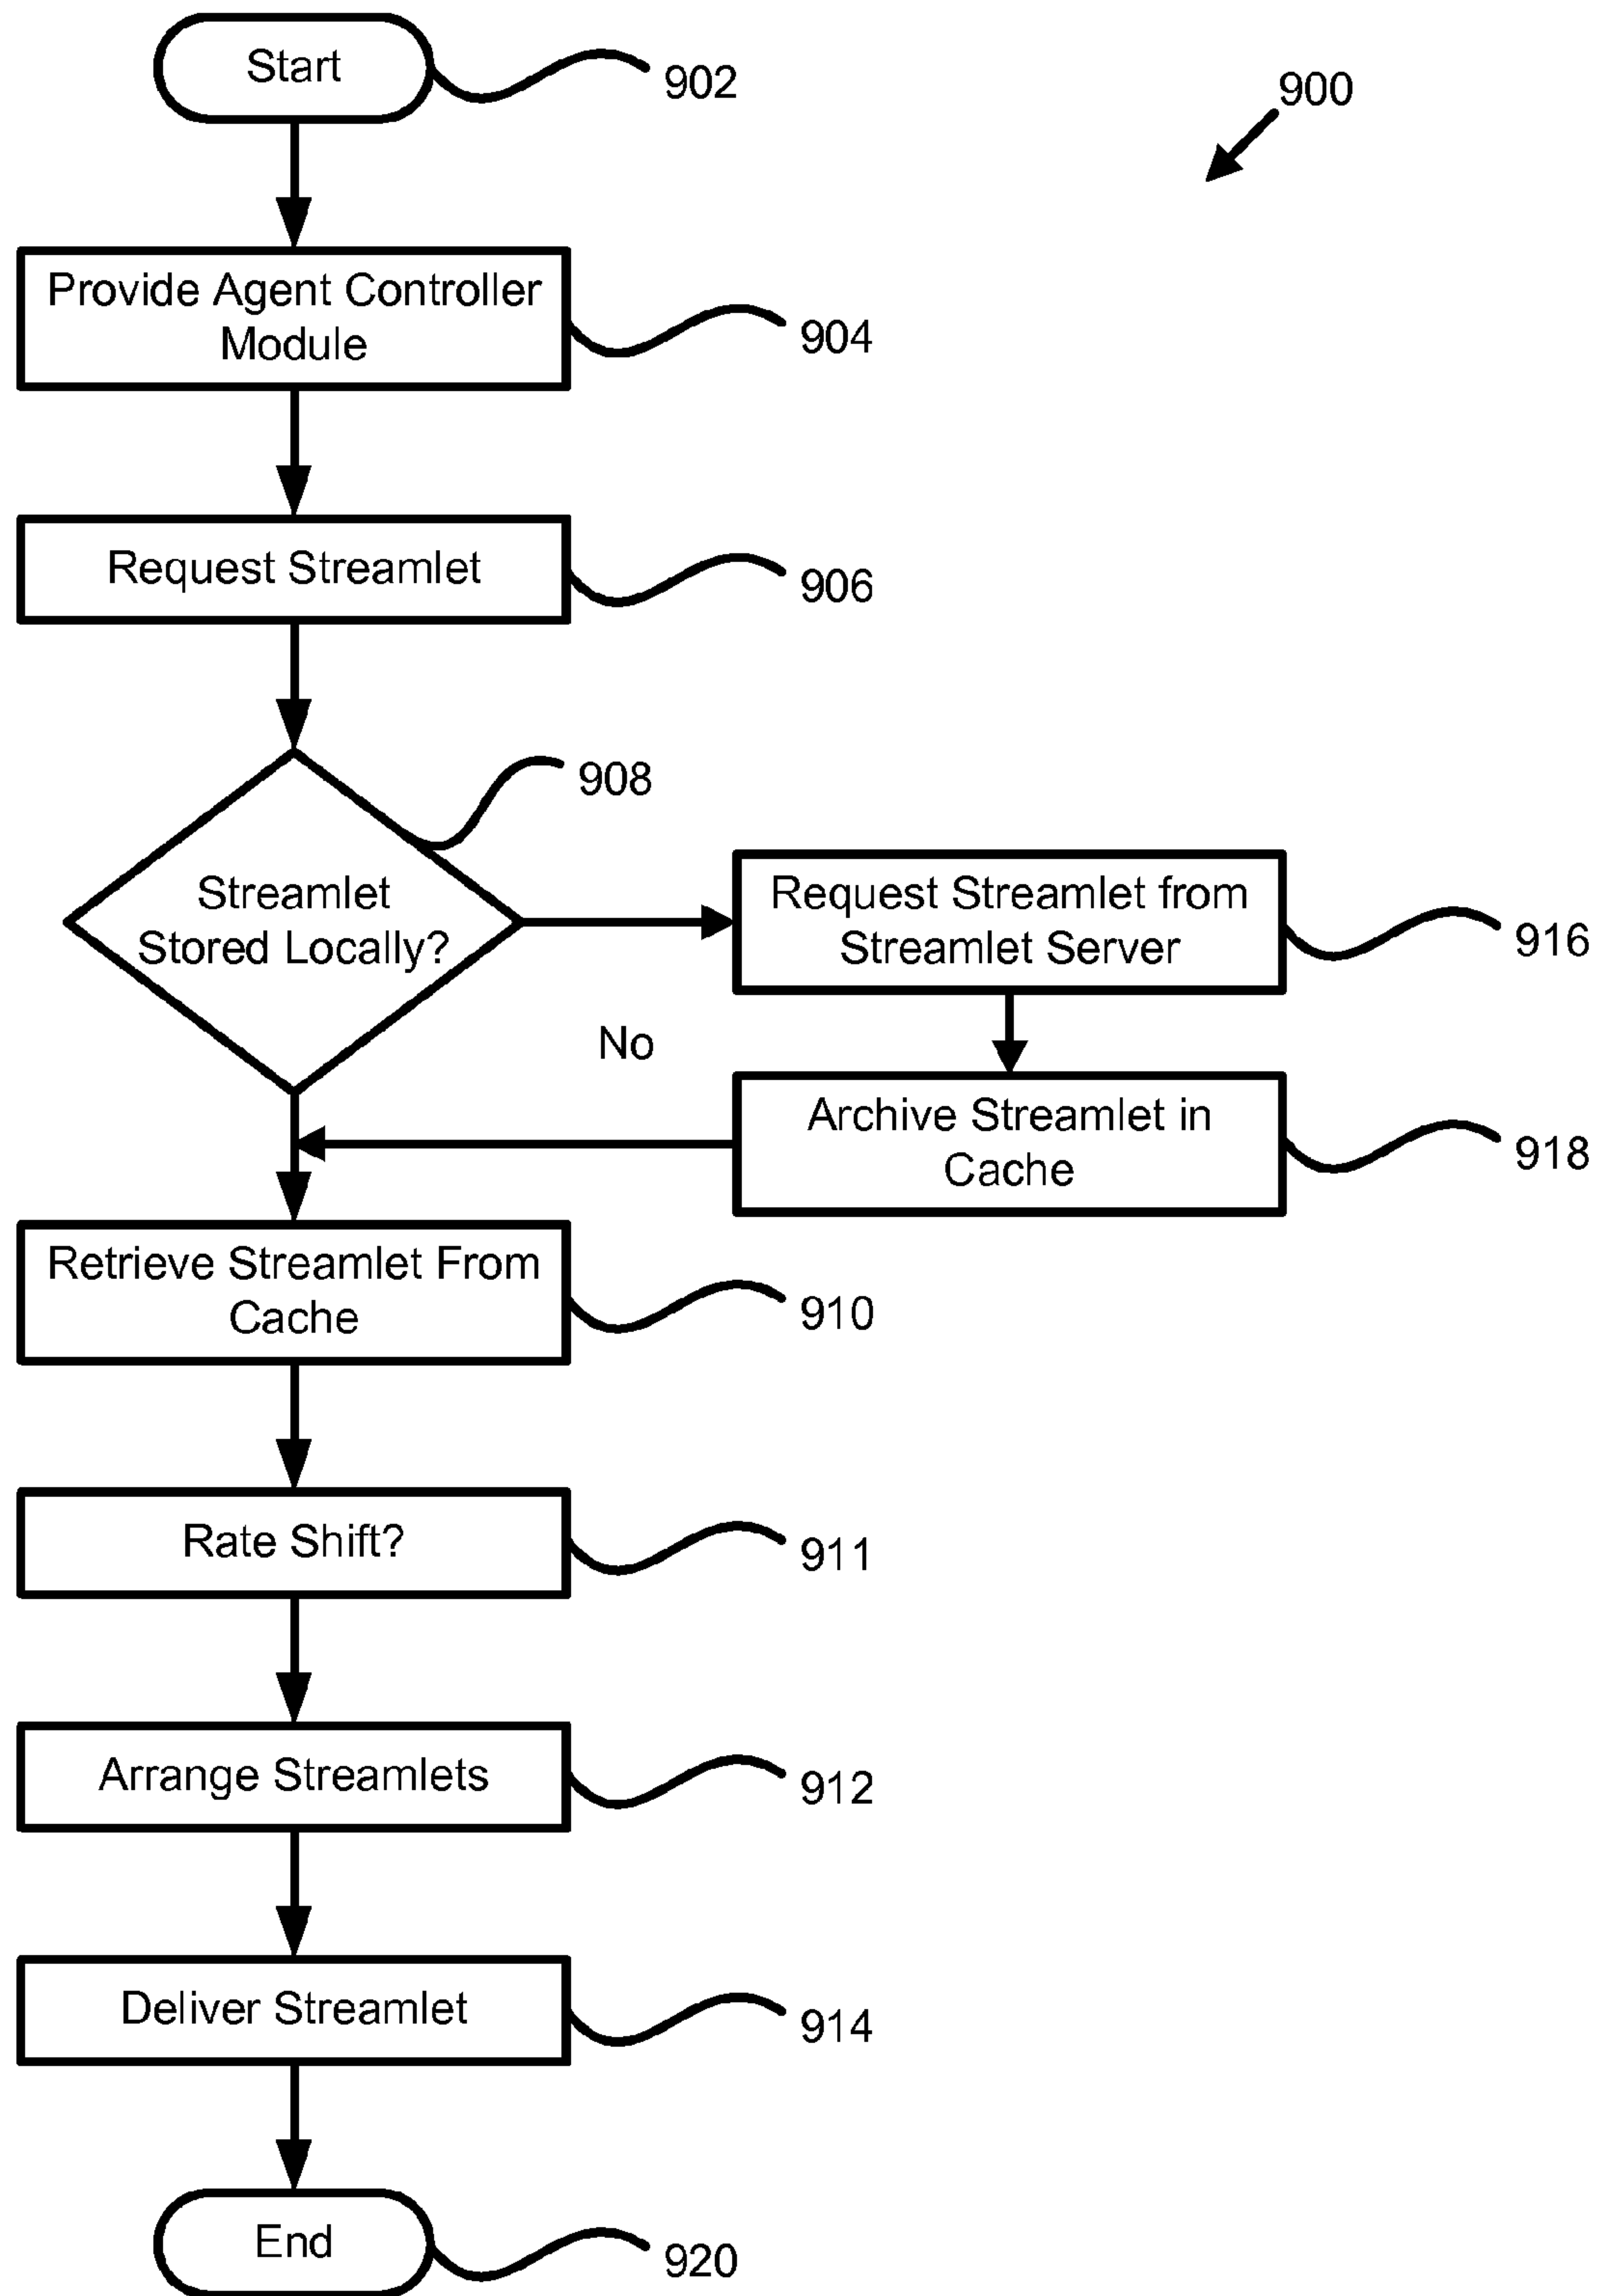 Start
902
900
Provide Agent Controller
Module
904
Request Streamlet
906
908
Streamlet
Stored Locally?
Request Streamlet from
Streamlet Server
916
No
Archive Streamlet in
Cache
918
Retrieve Streamlet From
Cache
910
Rate Shift?
911
Arrange Streamlets
912
Deliver Streamlet
914
End
920